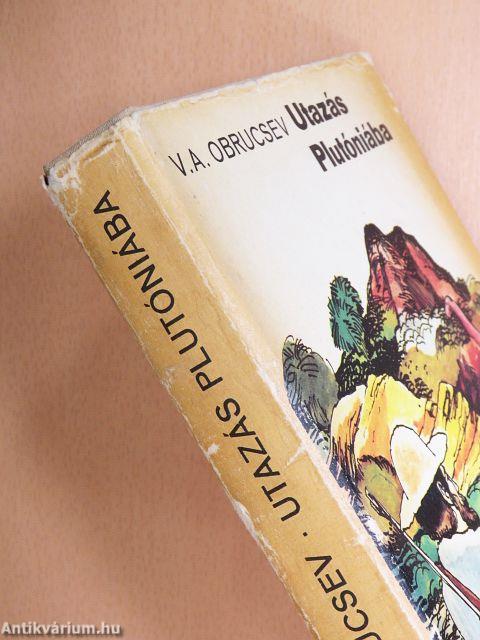 V.A. OBRUCSEV Utazás
Plutóniába
UCSEV · UTAZÁS PLUTÓNIÁBA
Antikvárium.hu